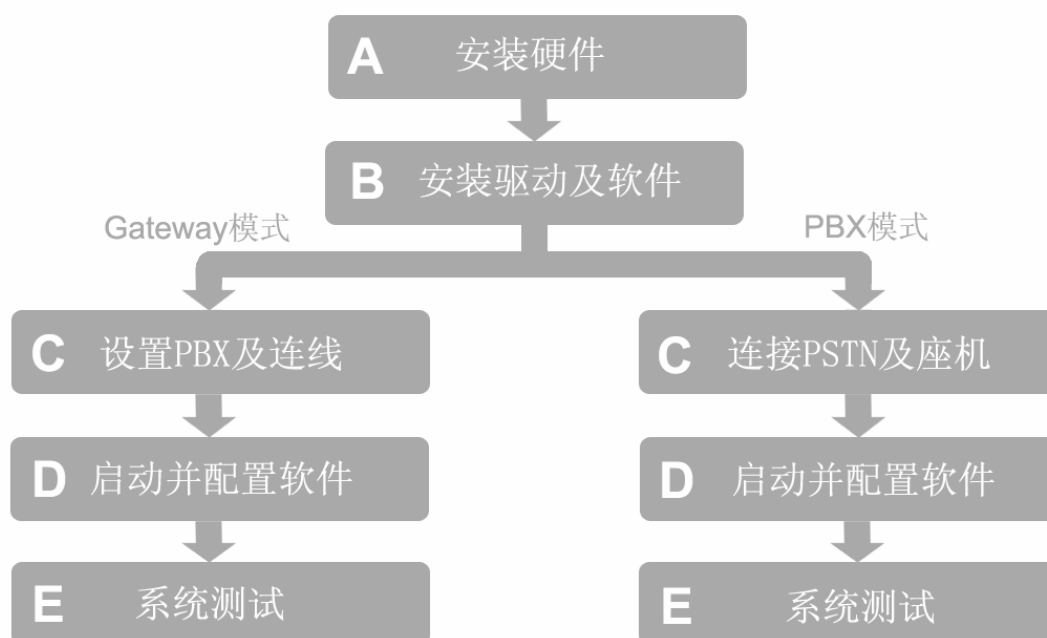 A 安装硬件
B 安装驱动及软件
Gateway模式
PBX模式
C 设置PBX及连线
C 连接PSTN及座机
D 启动并配置软件
D 启动并配置软件
E 系统测试
E 系统测试